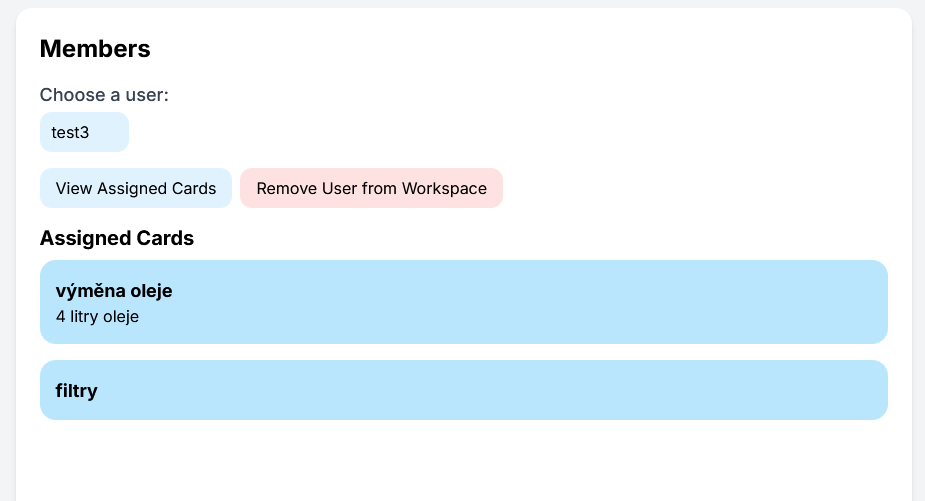 Members
Choose a user:
test3
View Assigned Cards
Remove User from Workspace
Assigned Cards
výměna oleje
4 litry oleje
filtry